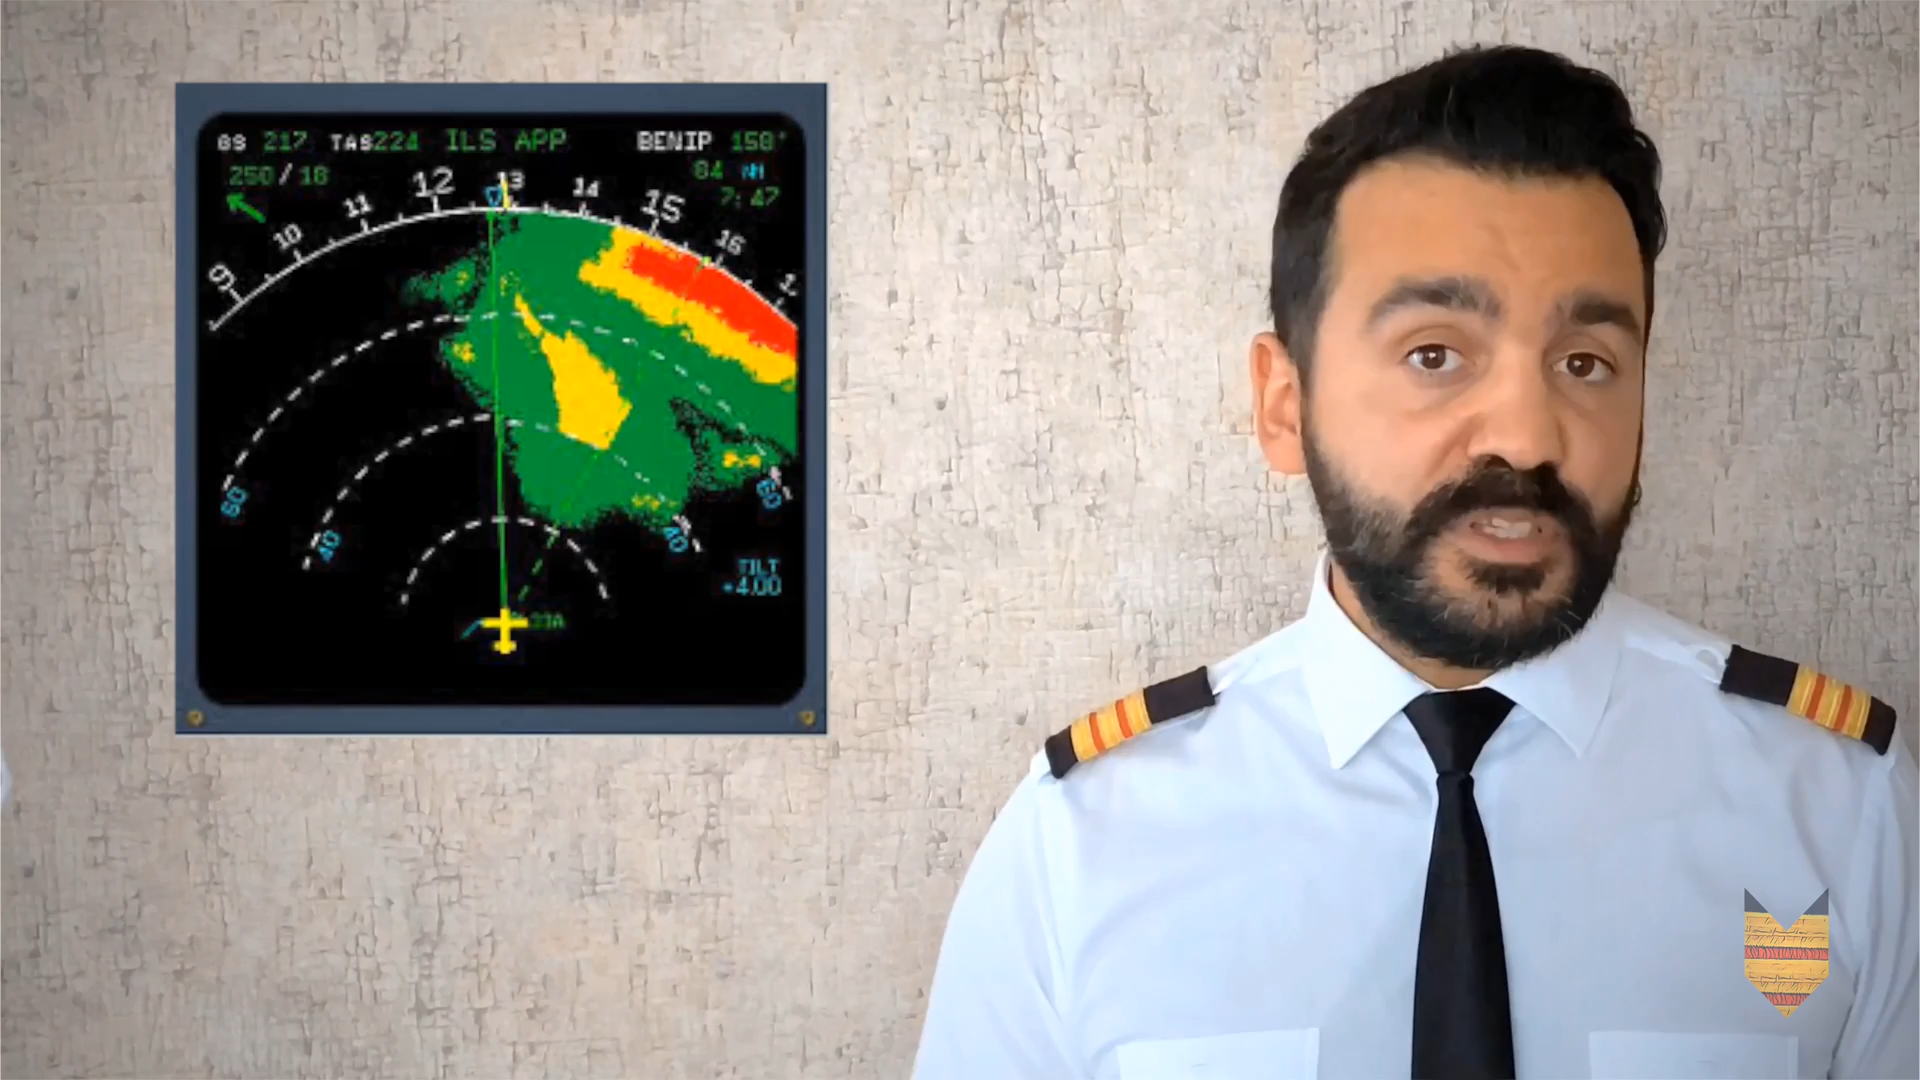 GS 217 TAS224 ILS APP BENIP 158°
250/18 84 NM
7:47
9 10 11 12 13 14 15 16
60 60
40 40
TILT
+4.00